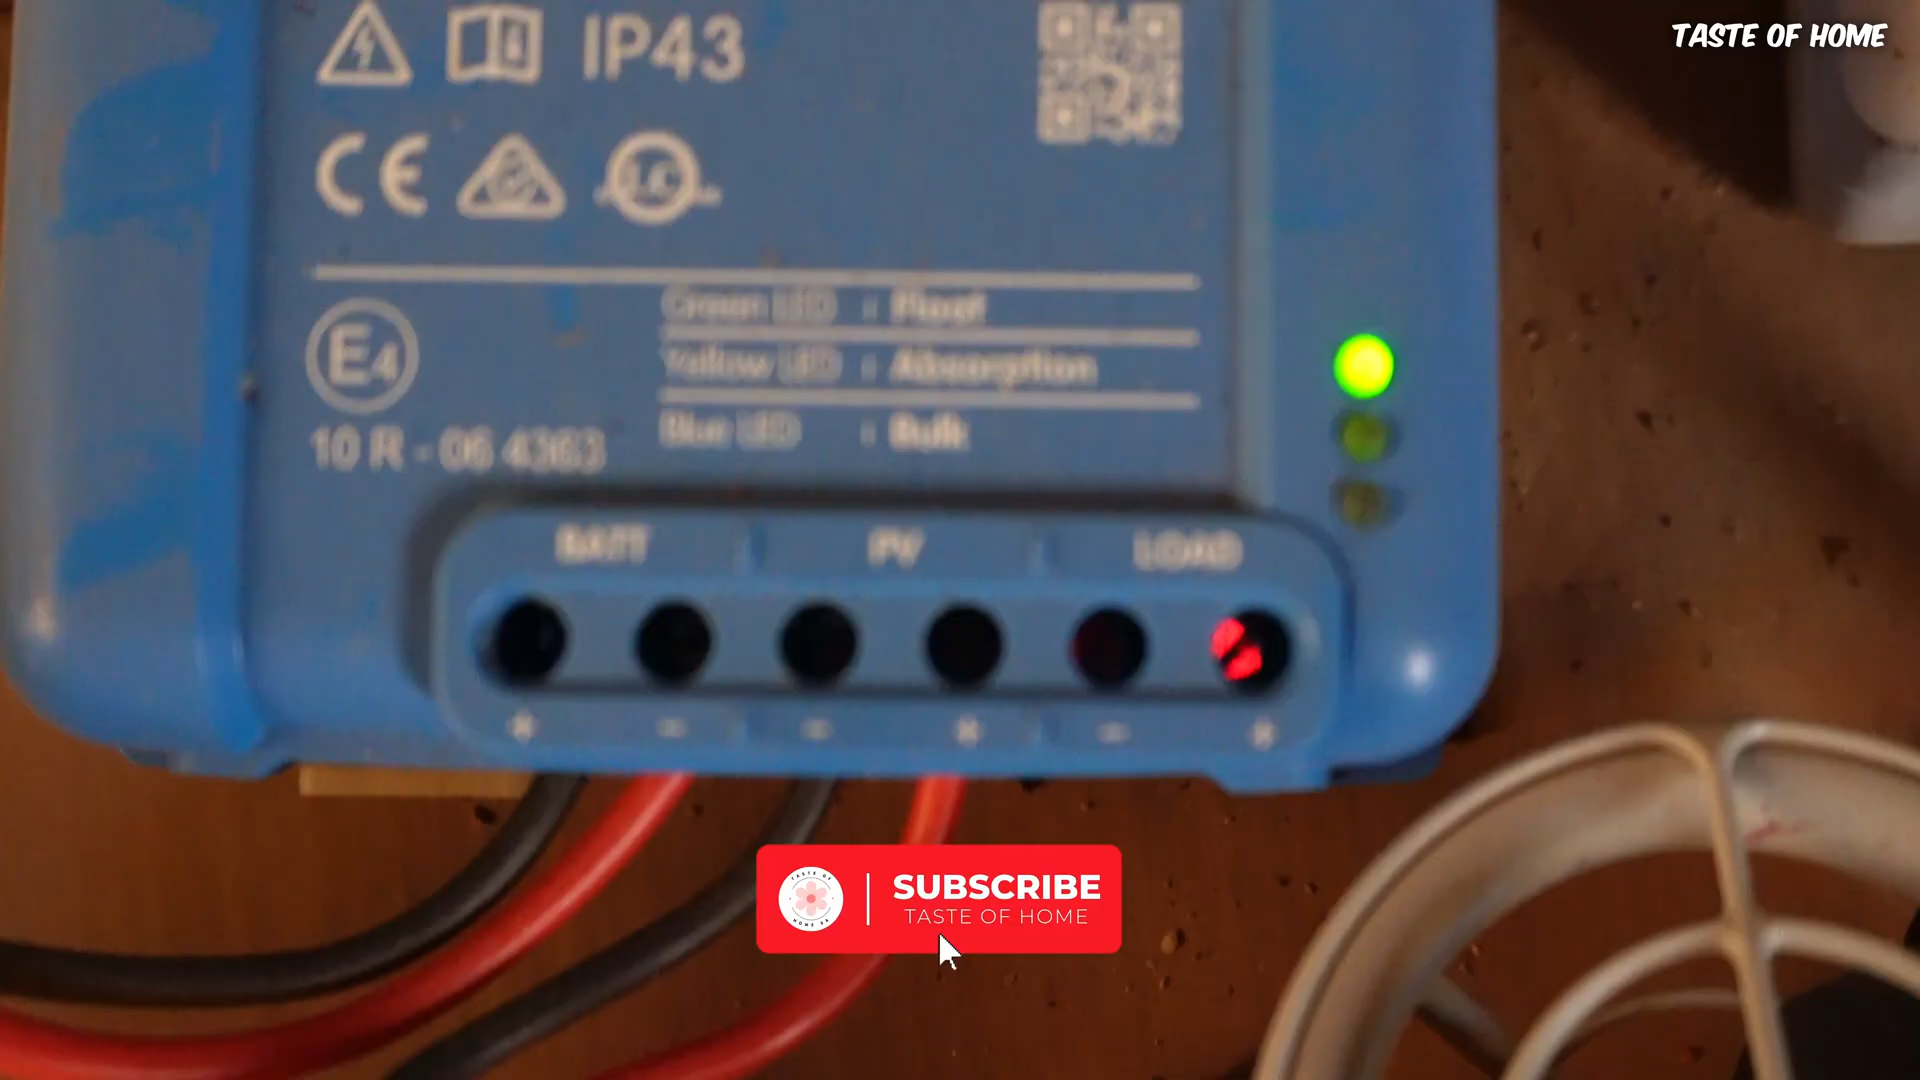 TASTE OF HOME
IP43
CE
E4
Green LED : Float
Yellow LED : Absorption
Blue LED : Bulk
10 R - 06 4363
BATT PV LOAD
+ - - + - +
SUBSCRIBE
TASTE OF HOME